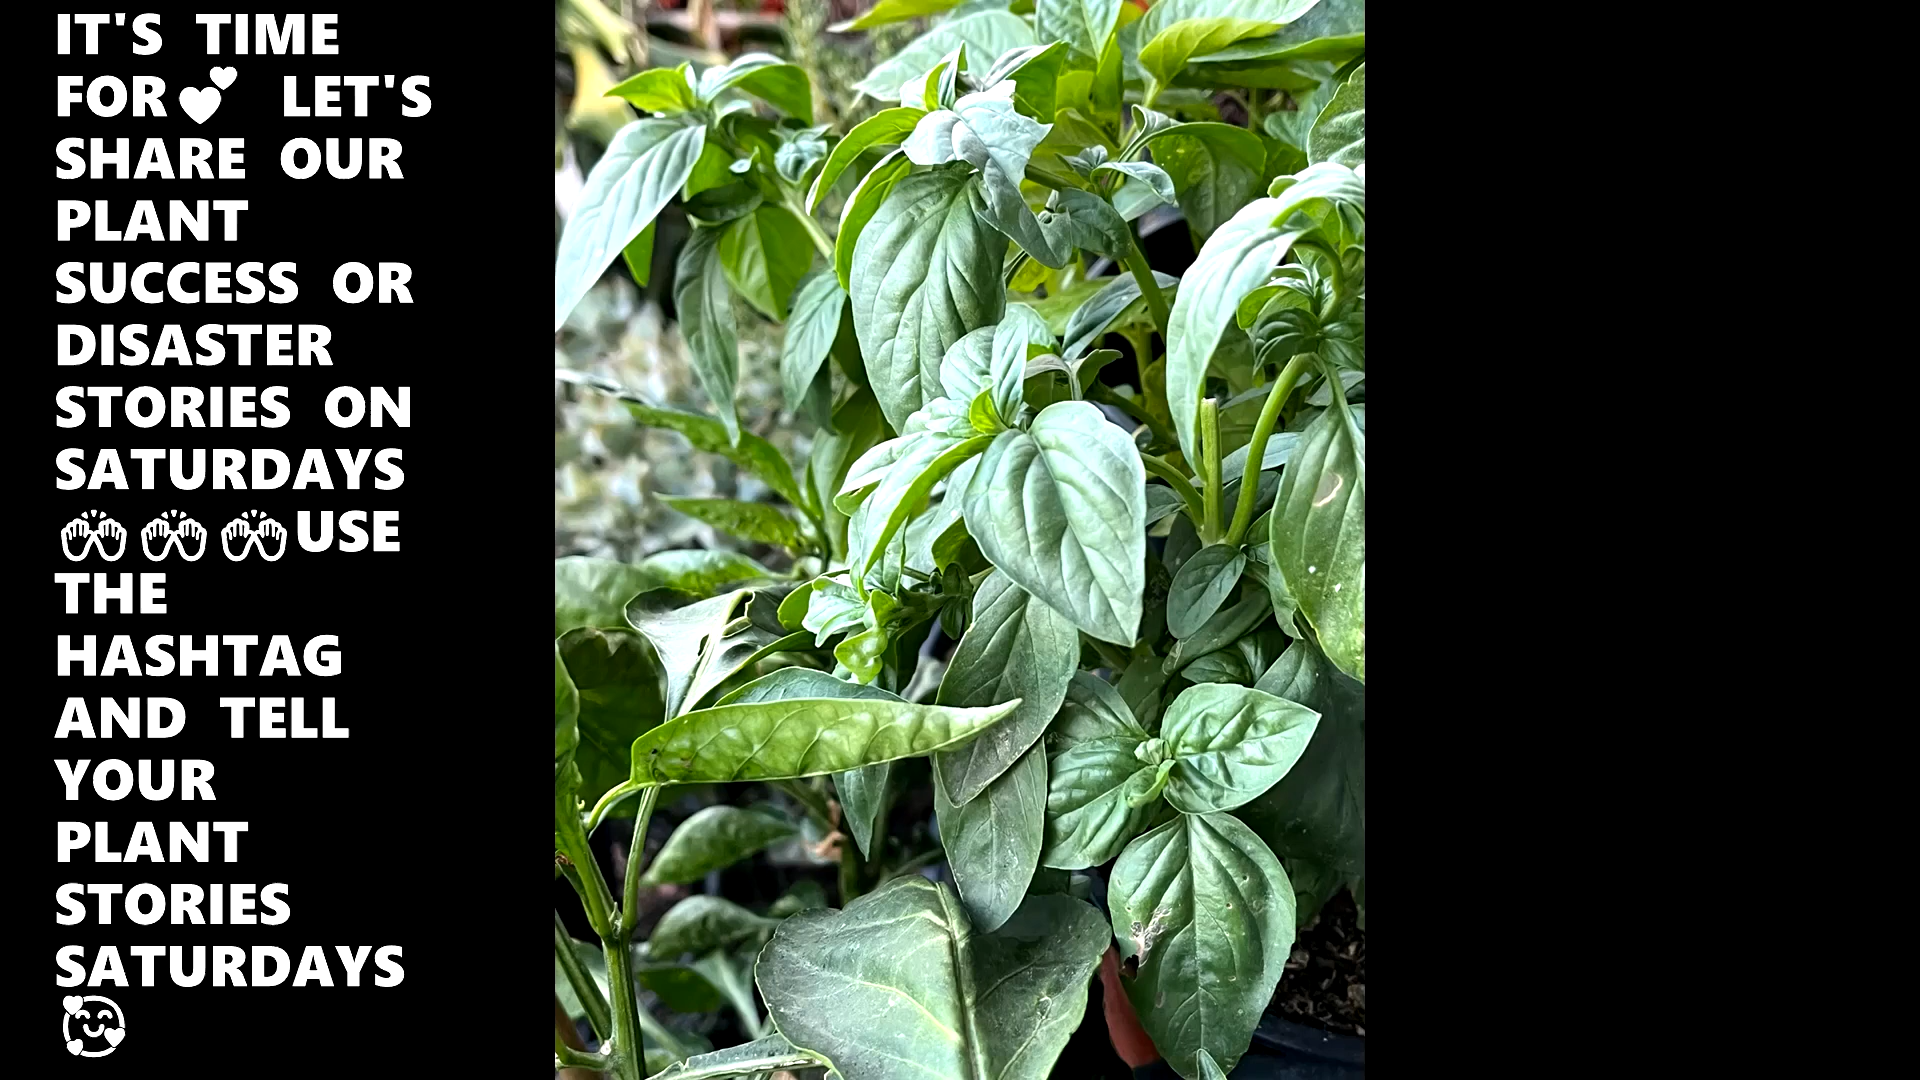 IT'S TIME
FOR💕 LET'S
SHARE OUR
PLANT
SUCCESS OR
DISASTER
STORIES ON
SATURDAYS
👐👐👐USE
THE
HASHTAG
AND TELL
YOUR
PLANT
STORIES
SATURDAYS
🥰